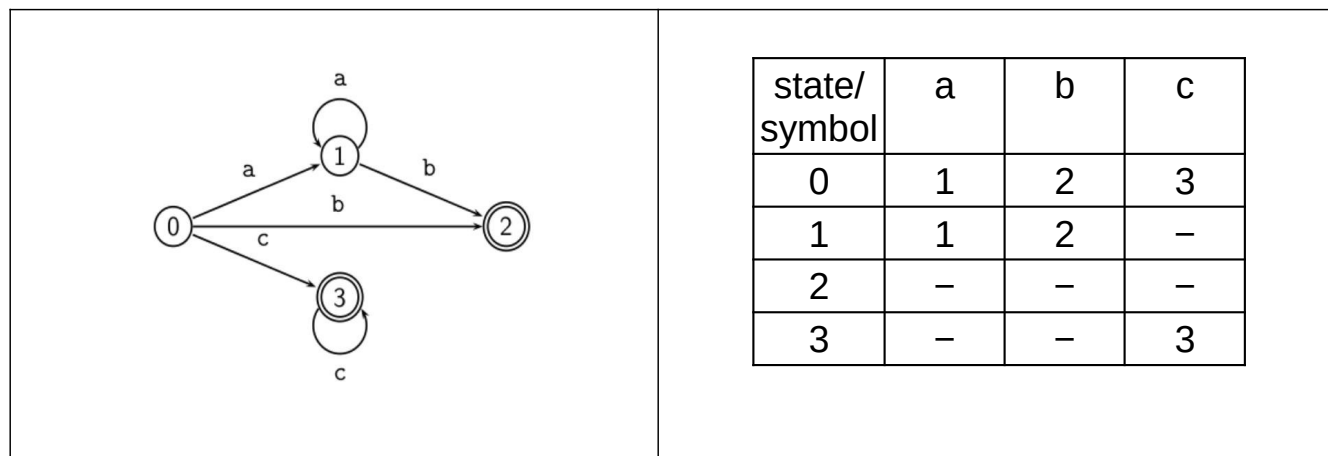 a
1
a
b
b
0
2
c
3
c
state/ a b c
symbol
0 1 2 3
1 1 2 –
2 – – –
3 – – 3